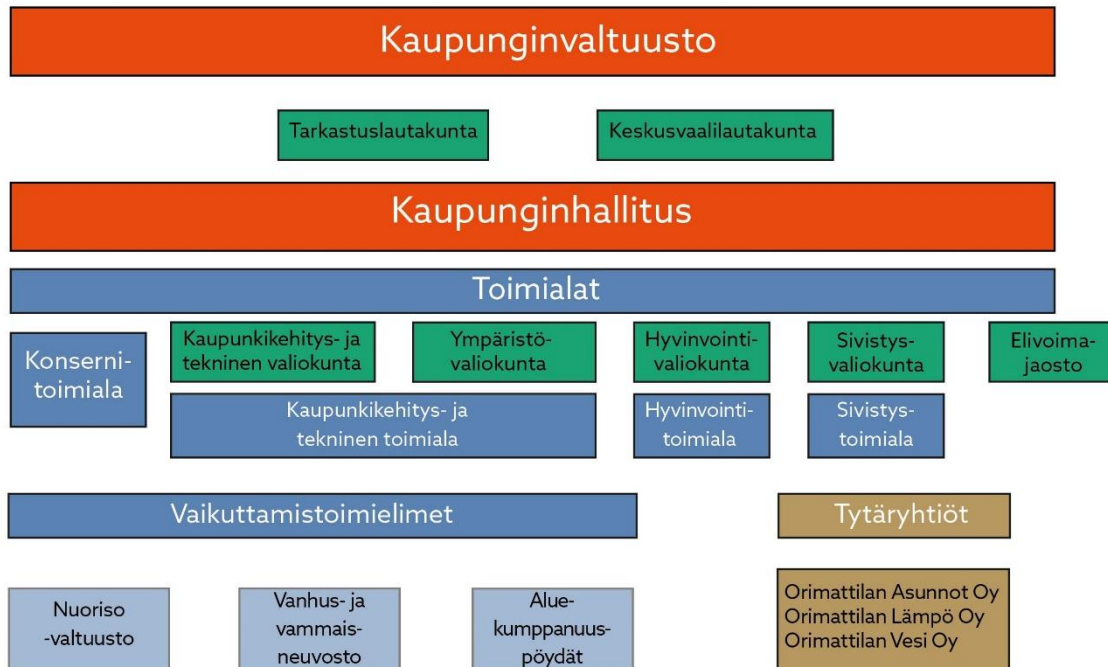 Kaupunginvaltuusto
Tarkastuslautakunta
Keskusvaalilautakunta
Kaupunginhallitus
Toimialat
Konserni-
toimiala
Kaupunkikehitys- ja
tekninen valiokunta
Ympäristö-
valiokunta
Hyvinvointi-
valiokunta
Sivistys-
valiokunta
Elivoima-
jaosto
Kaupunkikehitys- ja
tekninen toimiala
Hyvinvointi-
toimiala
Sivistys-
toimiala
Vaikuttamistoimielimet
Tytäryhtiöt
Nuoriso
-valtuusto
Vanhus- ja
vammais-
neuvosto
Alue-
kumppanuus-
pöydät
Orimattilan Asunnot Oy
Orimattilan Lämpö Oy
Orimattilan Vesi Oy